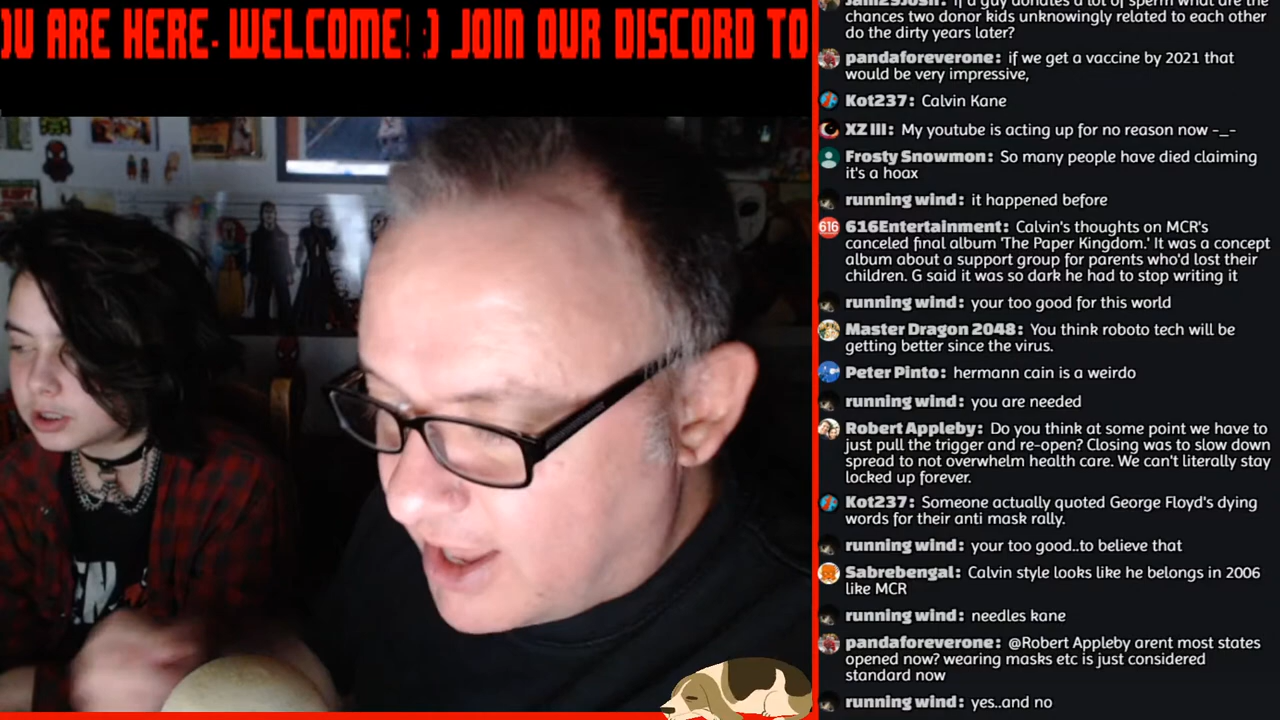 OU ARE HERE. WELCOME! :) JOIN OUR DISCORD TO
if a guy donates a lot of sperm what are the
chances two donor kids unknowingly related to each other
do the dirty years later?
pandaforeverone: if we get a vaccine by 2021 that
would be very impressive,
Kot237: Calvin Kane
XZ III: My youtube is acting up for no reason now -_-
Frosty Snowmon: So many people have died claiming
it's a hoax
running wind: it happened before
616 616Entertainment: Calvin's thoughts on MCR's
canceled final album 'The Paper Kingdom.' It was a concept
album about a support group for parents who'd lost their
children. G said it was so dark he had to stop writing it
running wind: your too good for this world
Master Dragon 2048: You think roboto tech will be
getting better since the virus.
Peter Pinto: hermann cain is a weirdo
running wind: you are needed
Robert Appleby: Do you think at some point we have to
just pull the trigger and re-open? Closing was to slow down
spread to not overwhelm health care. We can't literally stay
locked up forever.
Kot237: Someone actually quoted George Floyd's dying
words for their anti mask rally.
running wind: your too good..to believe that
Sabrebengal: Calvin style looks like he belongs in 2006
like MCR
running wind: needles kane
pandaforeverone: @Robert Appleby arent most states
opened now? wearing masks etc is just considered
standard now
running wind: yes..and no